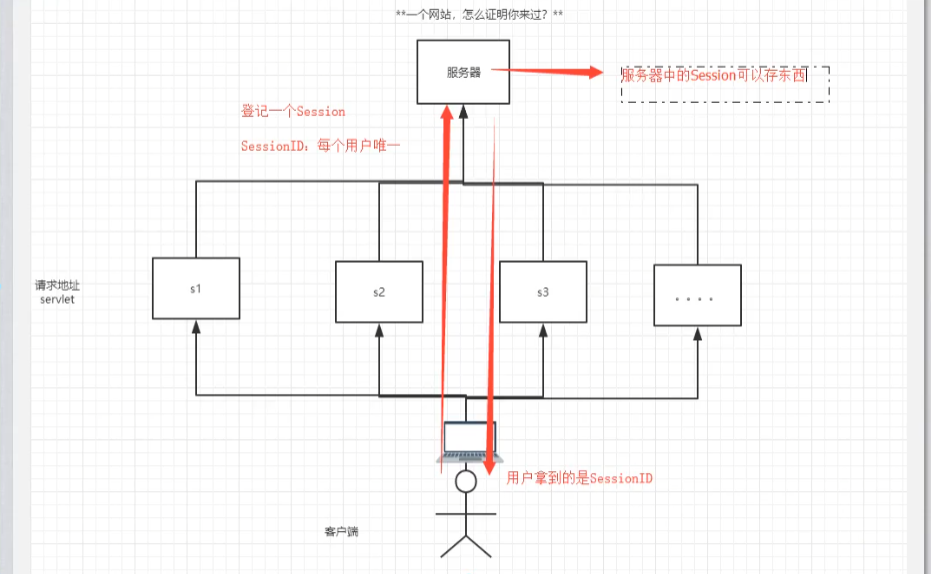 **一个网站，怎么证明你来过？**
服务器
服务器中的Session可以存东西
登记一个Session
SessionID：每个用户唯一
请求地址
servlet
s1
s2
s3
....
用户拿到的是SessionID
客户端